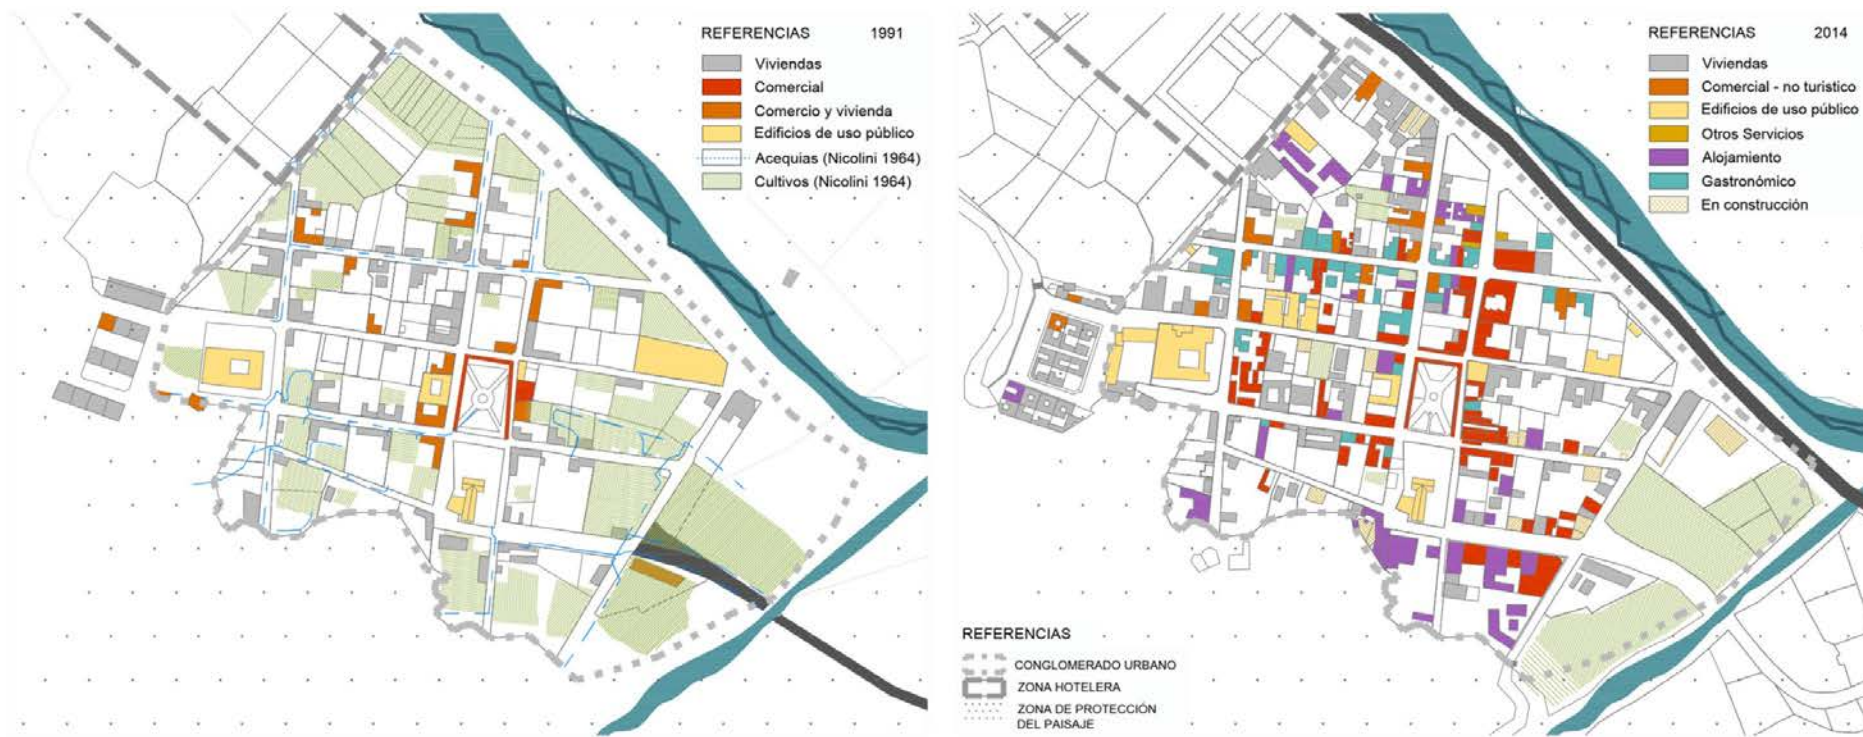 REFERENCIAS 1991
Viviendas
Comercial
Comercio y vivienda
Edificios de uso público
Acequias (Nicolini 1964)
Cultivos (Nicolini 1964)
REFERENCIAS 2014
Viviendas
Comercial - no turistico
Edificios de uso público
Otros Servicios
Alojamiento
Gastronómico
En construcción
REFERENCIAS
CONGLOMERADO URBANO
ZONA HOTELERA
ZONA DE PROTECCIÓN
DEL PAISAJE